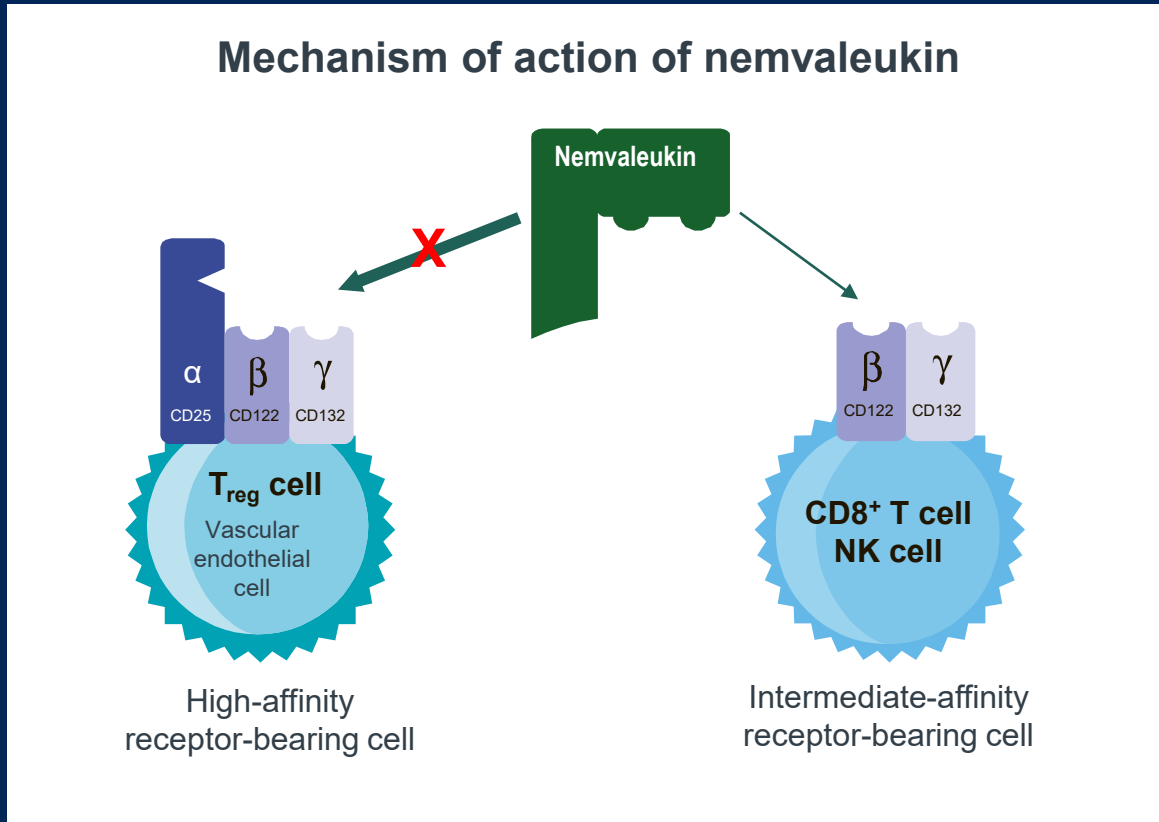 Mechanism of action of nemvaleukin
Nemvaleukin
X
α
β
γ
CD25
CD122
CD132
β
γ
CD122
CD132
Treg cell
Vascular
endothelial
cell
CD8+ T cell
NK cell
High-affinity
receptor-bearing cell
Intermediate-affinity
receptor-bearing cell